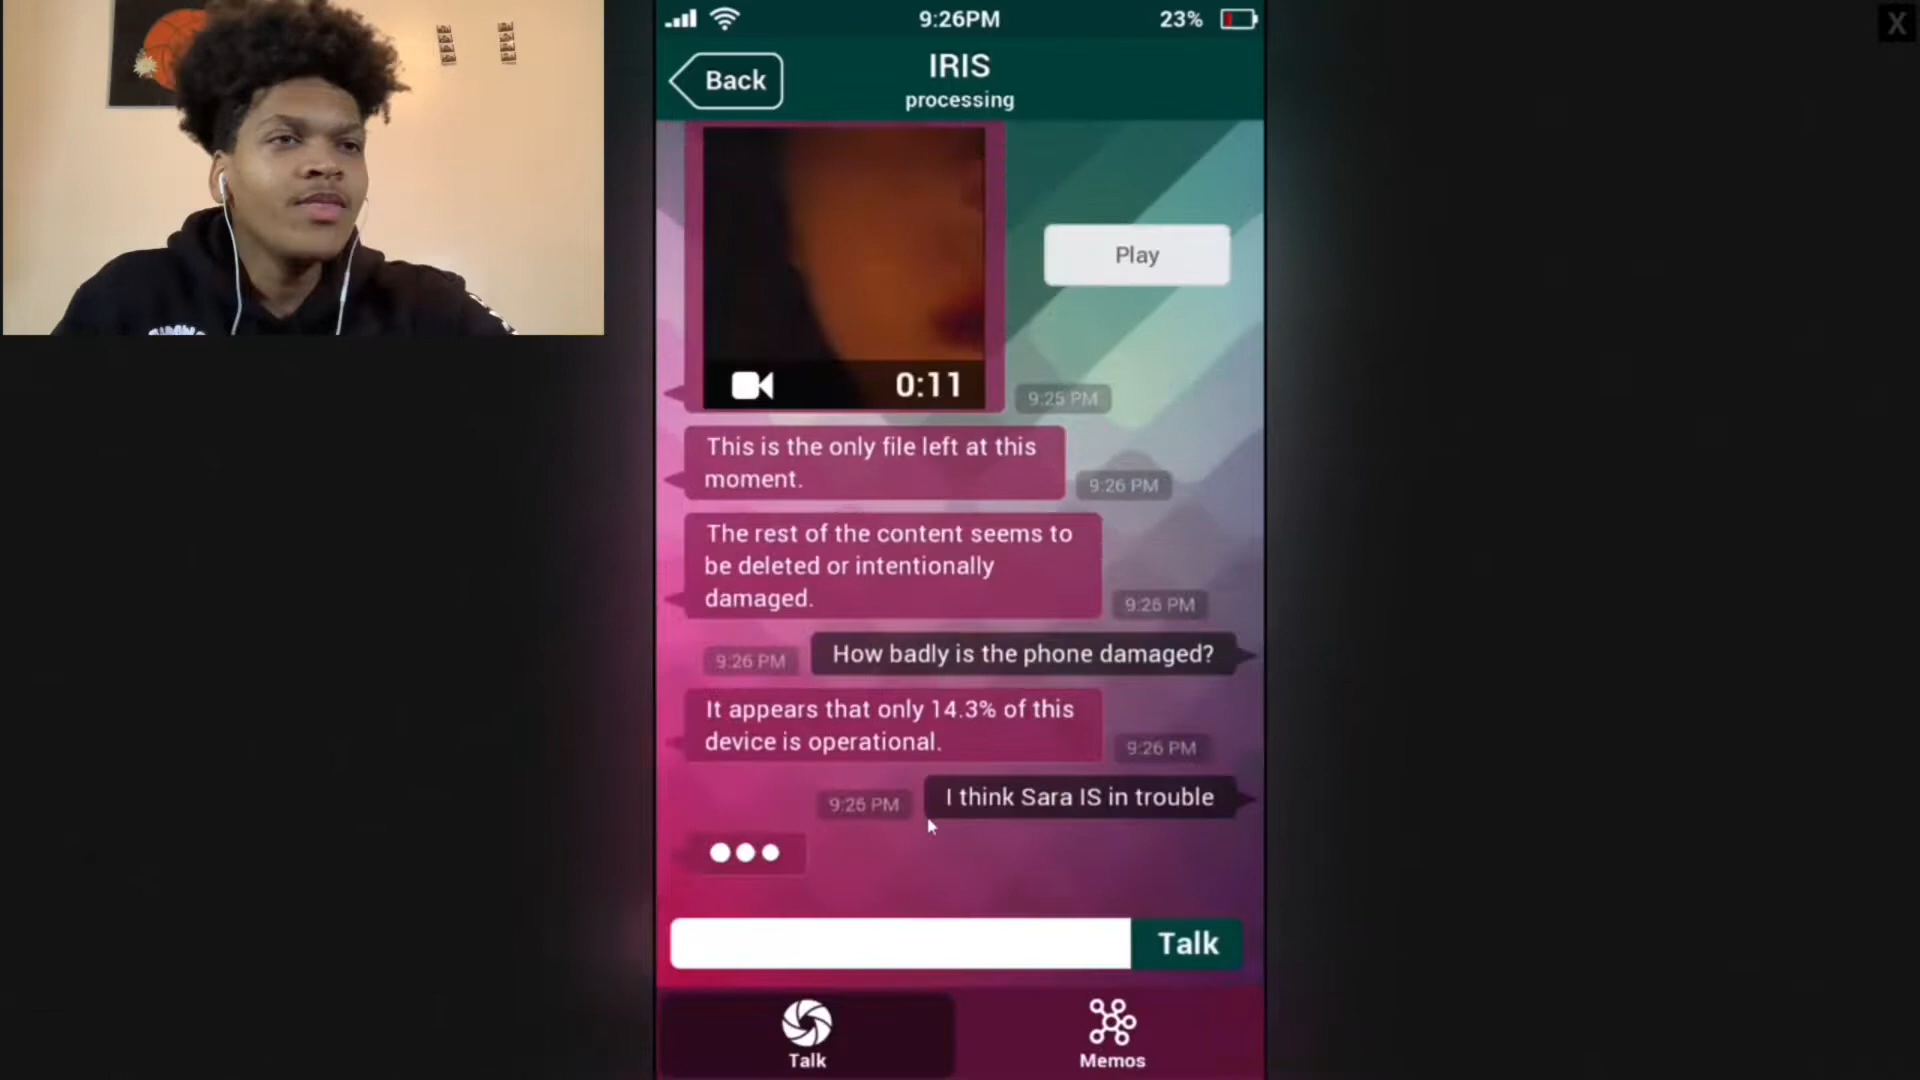 9:26PM
23%
X
Back
IRIS
processing
Play
0:11
9:25 PM
This is the only file left at this
moment.
9:26 PM
The rest of the content seems to
be deleted or intentionally
damaged.
9:26 PM
9:26 PM
How badly is the phone damaged?
It appears that only 14.3% of this
device is operational.
9:26 PM
9:26 PM
I think Sara IS in trouble
Talk
Talk
Memos